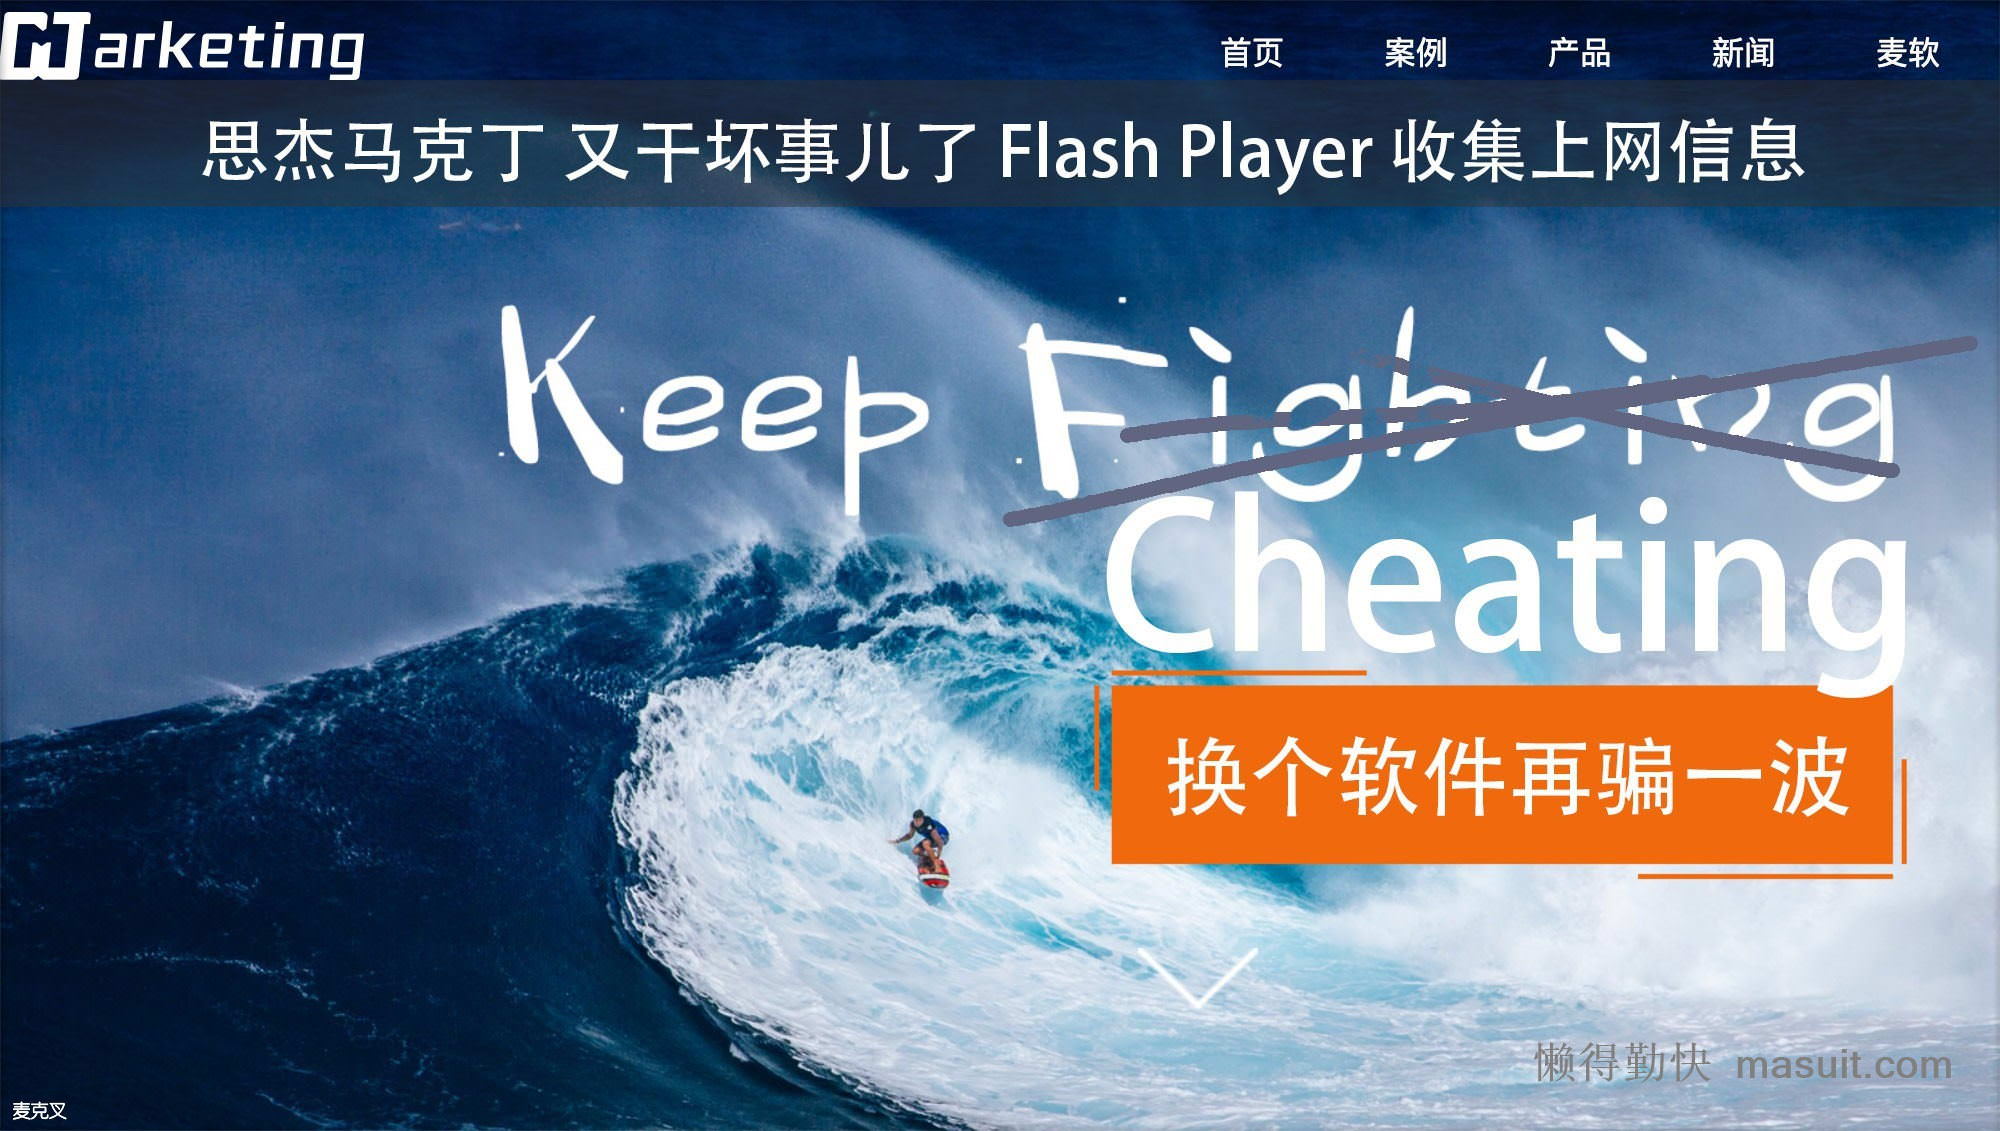 Marketing
首页 案例 产品 新闻 麦软
思杰马克丁 又干坏事儿了 Flash Player 收集上网信息
Keep Fighting
Cheating
换个软件再骗一波
懒得勤快 masuit.com
麦克叉